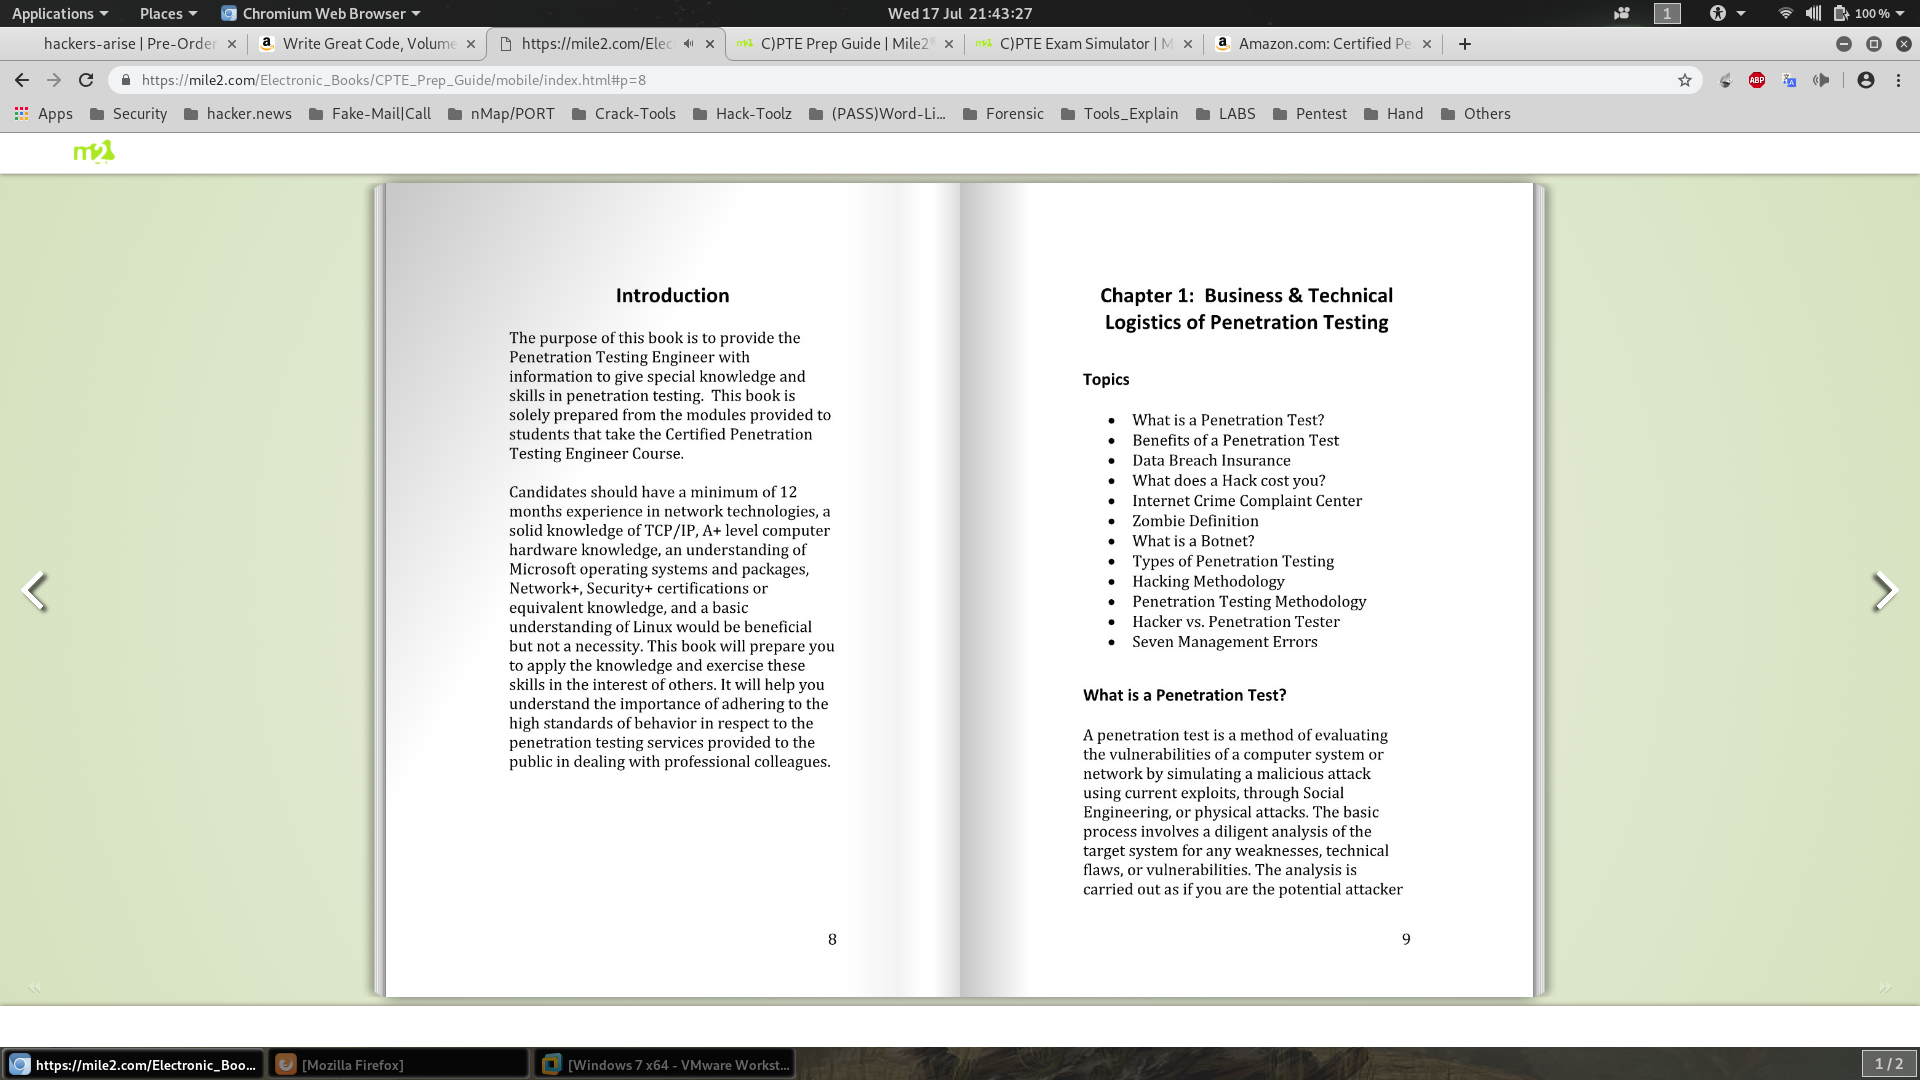 Applications Places Chromium Web Browser Wed 17 Jul 21:43:27 1 100 %
hackers-arise | Pre-Order Write Great Code, Volume https://mile2.com/Elec C)PTE Prep Guide | Mile2 C)PTE Exam Simulator | M Amazon.com: Certified Pe
https://mile2.com/Electronic_Books/CPTE_Prep_Guide/mobile/index.html#p=8 ABP
Apps Security hacker.news Fake-Mail|Call nMap/PORT Crack-Tools Hack-Toolz (PASS)Word-Li... Forensic Tools_Explain LABS Pentest Hand Others
m2
Introduction
The purpose of this book is to provide the
Penetration Testing Engineer with
information to give special knowledge and
skills in penetration testing. This book is
solely prepared from the modules provided to
students that take the Certified Penetration
Testing Engineer Course.
Candidates should have a minimum of 12
months experience in network technologies, a
solid knowledge of TCP/IP, A+ level computer
hardware knowledge, an understanding of
Microsoft operating systems and packages,
Network+, Security+ certifications or
equivalent knowledge, and a basic
understanding of Linux would be beneficial
but not a necessity. This book will prepare you
to apply the knowledge and exercise these
skills in the interest of others. It will help you
understand the importance of adhering to the
high standards of behavior in respect to the
penetration testing services provided to the
public in dealing with professional colleagues.
8
Chapter 1: Business & Technical
Logistics of Penetration Testing
Topics
• What is a Penetration Test?
• Benefits of a Penetration Test
• Data Breach Insurance
• What does a Hack cost you?
• Internet Crime Complaint Center
• Zombie Definition
• What is a Botnet?
• Types of Penetration Testing
• Hacking Methodology
• Penetration Testing Methodology
• Hacker vs. Penetration Tester
• Seven Management Errors
What is a Penetration Test?
A penetration test is a method of evaluating
the vulnerabilities of a computer system or
network by simulating a malicious attack
using current exploits, through Social
Engineering, or physical attacks. The basic
process involves a diligent analysis of the
target system for any weaknesses, technical
flaws, or vulnerabilities. The analysis is
carried out as if you are the potential attacker
9
https://mile2.com/Electronic_Boo... [Mozilla Firefox] [Windows 7 x64 - VMware Workst... 1 / 2